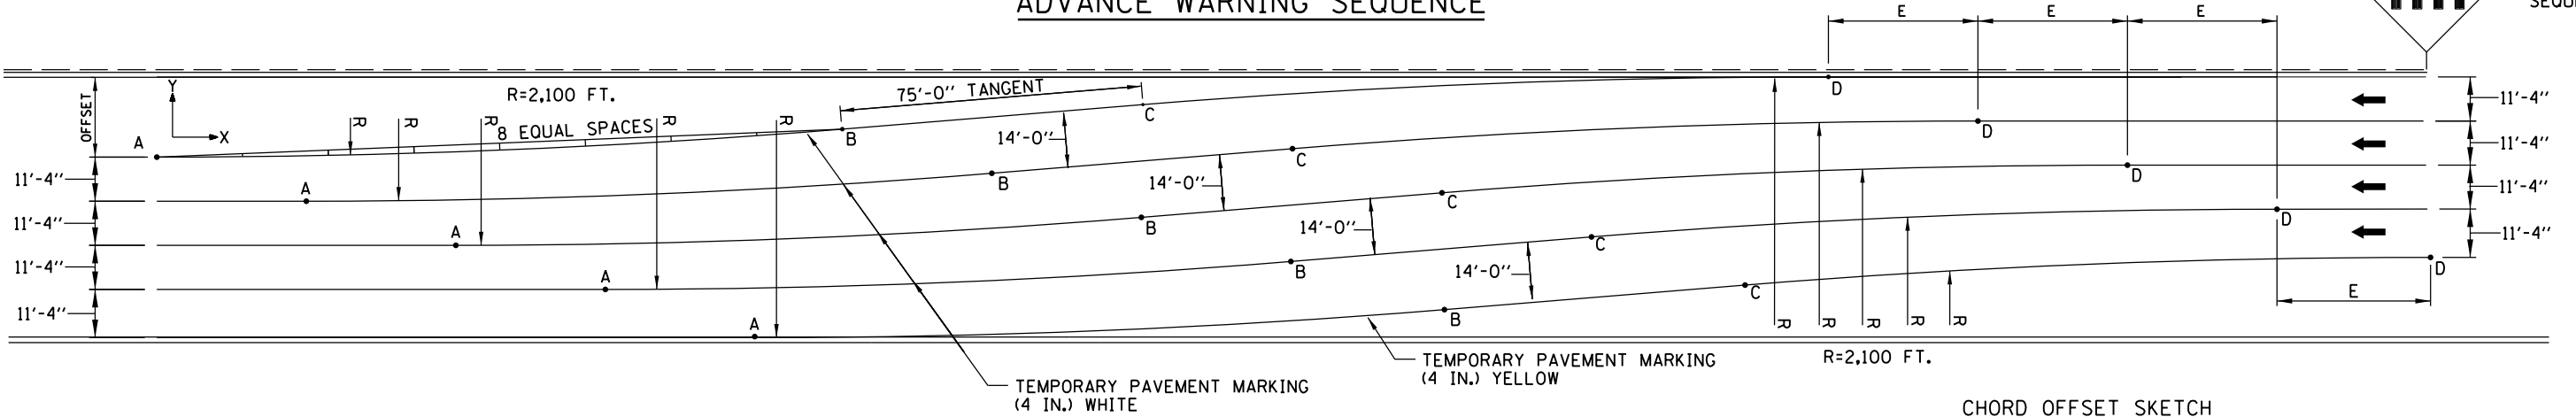 ADVANCE WARNING SEQUENCE
E E E
OFFSET
Y
X
A
R=2,100 FT.
75'-0" TANGENT
8 EQUAL SPACES
R R R R R
B
C
D
14'-0"
11'-4"
A
B
C
D
14'-0"
11'-4"
11'-4"
A
B
C
D
14'-0"
11'-4"
11'-4"
A
B
C
D
14'-0"
11'-4"
11'-4"
A
B
C
D
11'-4"
E
R R R R R
R=2,100 FT.
TEMPORARY PAVEMENT MARKING
(4 IN.) YELLOW
TEMPORARY PAVEMENT MARKING
(4 IN.) WHITE
CHORD OFFSET SKETCH